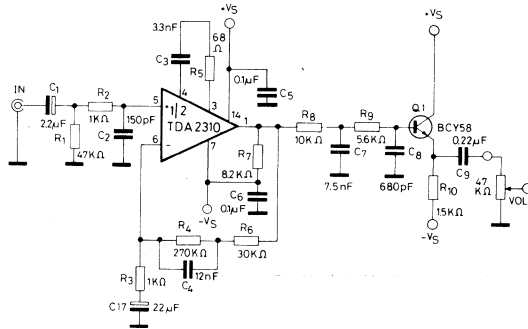 +VS
3.3nF
68
Ω
R5
C3
0.1µF
C5
+VS
Q1
BCY58
IN
C1
2.2µF
R1
47KΩ
R2
1KΩ
150pF
C2
4
3
14
5
*1|2
TDA2310
+
6
−
7
1
R7
8.2KΩ
C6
0.1µF
-VS
R8
10KΩ
R9
5.6KΩ
C7
7.5nF
C8
680pF
0.22µF
C9
R10
1.5KΩ
-VS
47
KΩ
VOL
R4
270KΩ
12nF
C4
R6
30KΩ
R3
1KΩ
C17
22µF